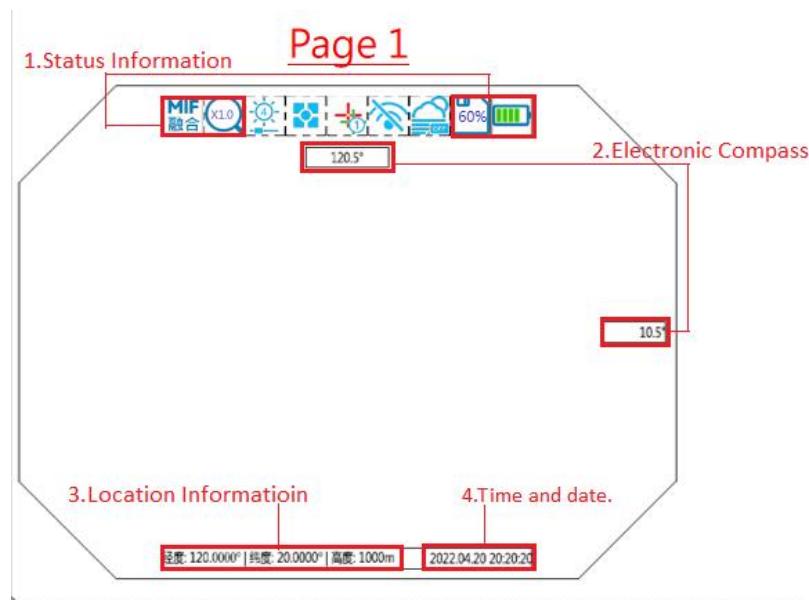 Page 1
1.Status Information
MIF
融合
X1.0
4
1
60%
120.5°
2.Electronic Compass
10.5°
3.Location Informatioin
4.Time and date.
经度: 120.0000° | 纬度: 20.0000° | 高度: 1000m
2022.04.20 20:20:20